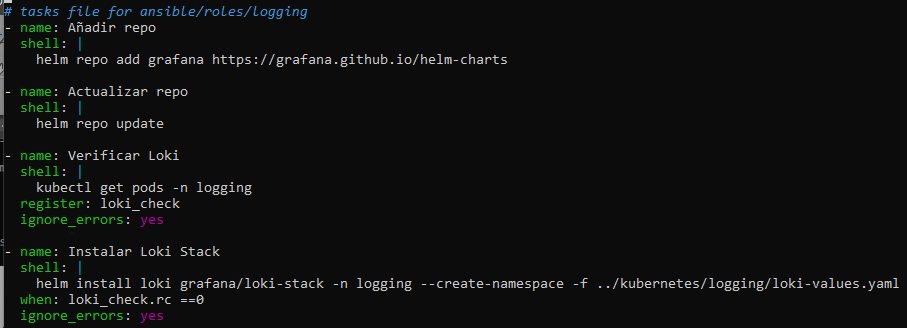 # tasks file for ansible/roles/logging
- name: Añadir repo
  shell: |
    helm repo add grafana https://grafana.github.io/helm-charts

- name: Actualizar repo
  shell: |
    helm repo update

- name: Verificar Loki
  shell: |
    kubectl get pods -n logging
  register: loki_check
  ignore_errors: yes

- name: Instalar Loki Stack
  shell: |
    helm install loki grafana/loki-stack -n logging --create-namespace -f ../kubernetes/logging/loki-values.yaml
  when: loki_check.rc ==0
  ignore_errors: yes